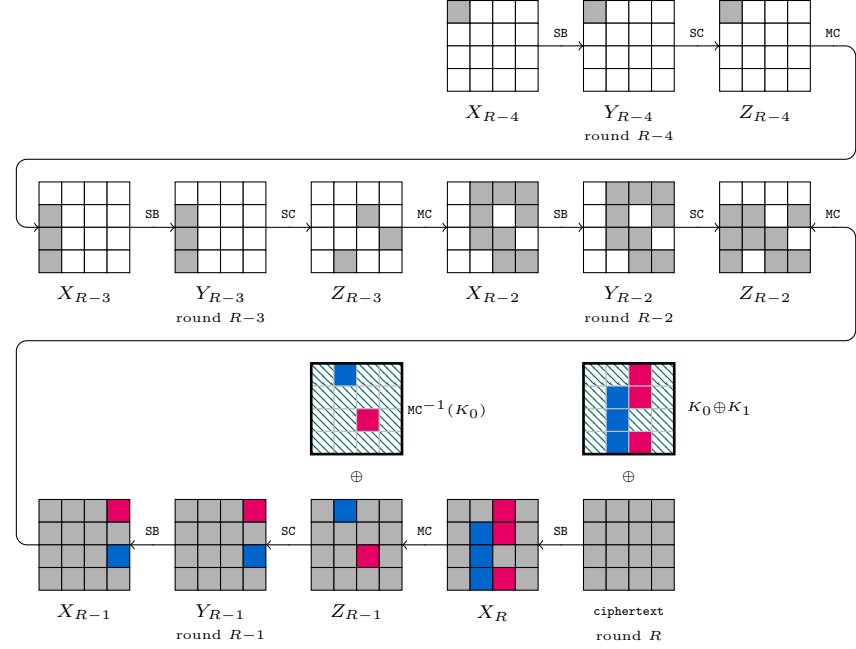 SB SC MC
X_{R−4} Y_{R−4} Z_{R−4}
round R−4
SB SC MC SB SC MC
X_{R−3} Y_{R−3} Z_{R−3} X_{R−2} Y_{R−2} Z_{R−2}
round R−3 round R−2
MC^{−1}(K_0) K_0⊕K_1
⊕ ⊕
SB SC MC SB
X_{R−1} Y_{R−1} Z_{R−1} X_R ciphertext
round R−1 round R